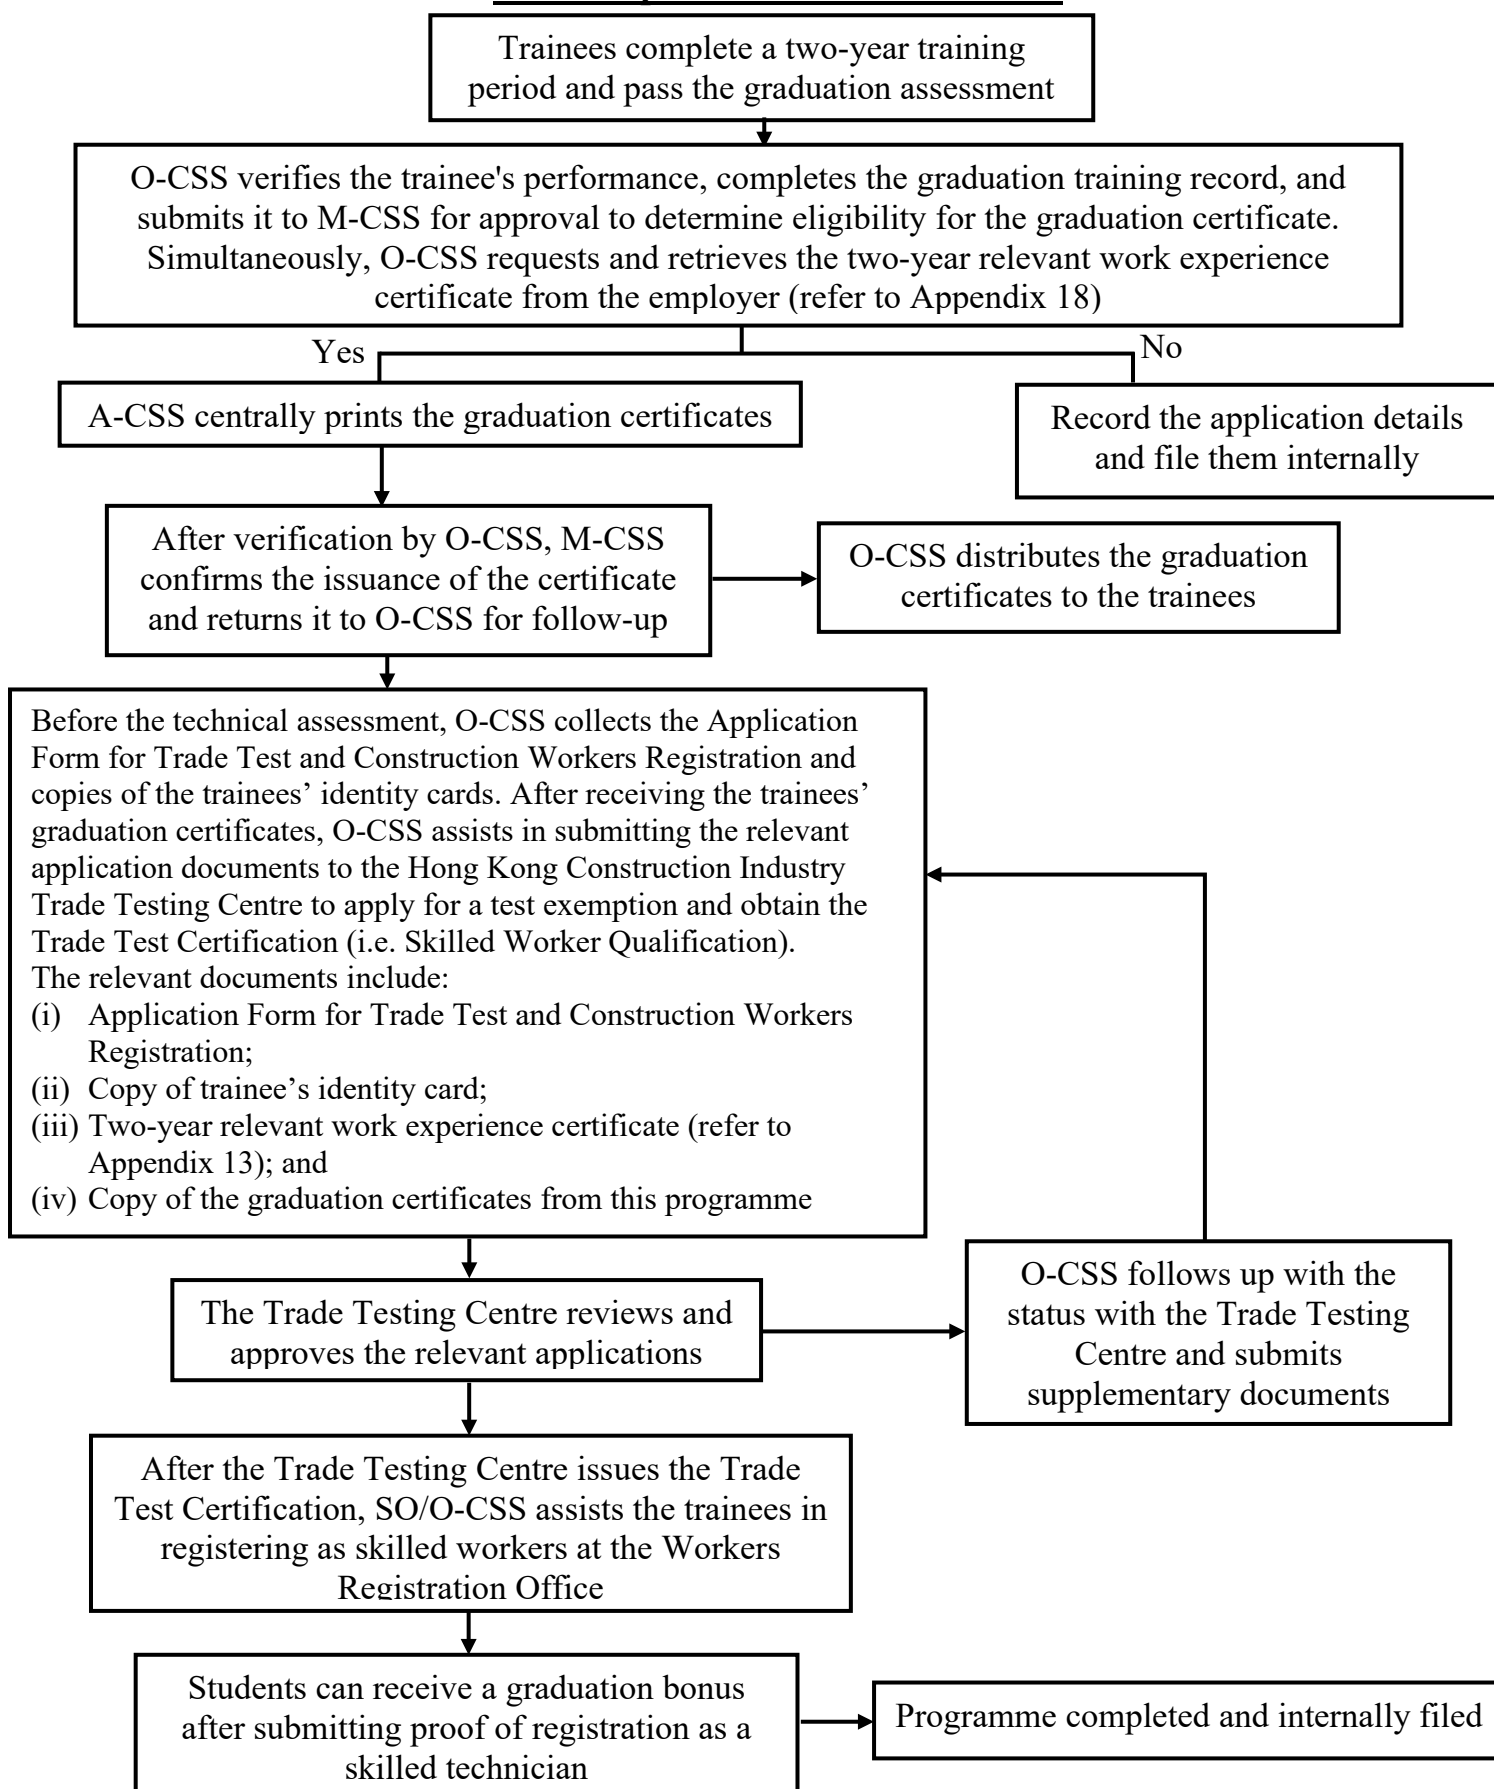 Trainees complete a two-year training
period and pass the graduation assessment
O-CSS verifies the trainee's performance, completes the graduation training record, and
submits it to M-CSS for approval to determine eligibility for the graduation certificate.
Simultaneously, O-CSS requests and retrieves the two-year relevant work experience
certificate from the employer (refer to Appendix 18)
Yes
No
A-CSS centrally prints the graduation certificates
Record the application details
and file them internally
After verification by O-CSS, M-CSS
confirms the issuance of the certificate
and returns it to O-CSS for follow-up
O-CSS distributes the graduation
certificates to the trainees
Before the technical assessment, O-CSS collects the Application
Form for Trade Test and Construction Workers Registration and
copies of the trainees’ identity cards. After receiving the trainees’
graduation certificates, O-CSS assists in submitting the relevant
application documents to the Hong Kong Construction Industry
Trade Testing Centre to apply for a test exemption and obtain the
Trade Test Certification (i.e. Skilled Worker Qualification).
The relevant documents include:
(i) Application Form for Trade Test and Construction Workers
Registration;
(ii) Copy of trainee’s identity card;
(iii) Two-year relevant work experience certificate (refer to
Appendix 13); and
(iv) Copy of the graduation certificates from this programme
The Trade Testing Centre reviews and
approves the relevant applications
O-CSS follows up with the
status with the Trade Testing
Centre and submits
supplementary documents
After the Trade Testing Centre issues the Trade
Test Certification, SO/O-CSS assists the trainees in
registering as skilled workers at the Workers
Registration Office
Students can receive a graduation bonus
after submitting proof of registration as a
skilled technician
Programme completed and internally filed